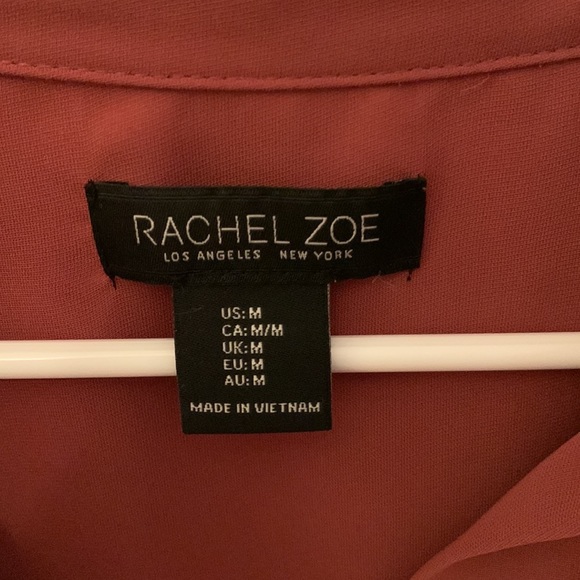 RACHEL ZOE
LOS ANGELES NEW YORK
US: M
CA: M/M
UK: M
EU: M
AU: M
MADE IN VIETNAM